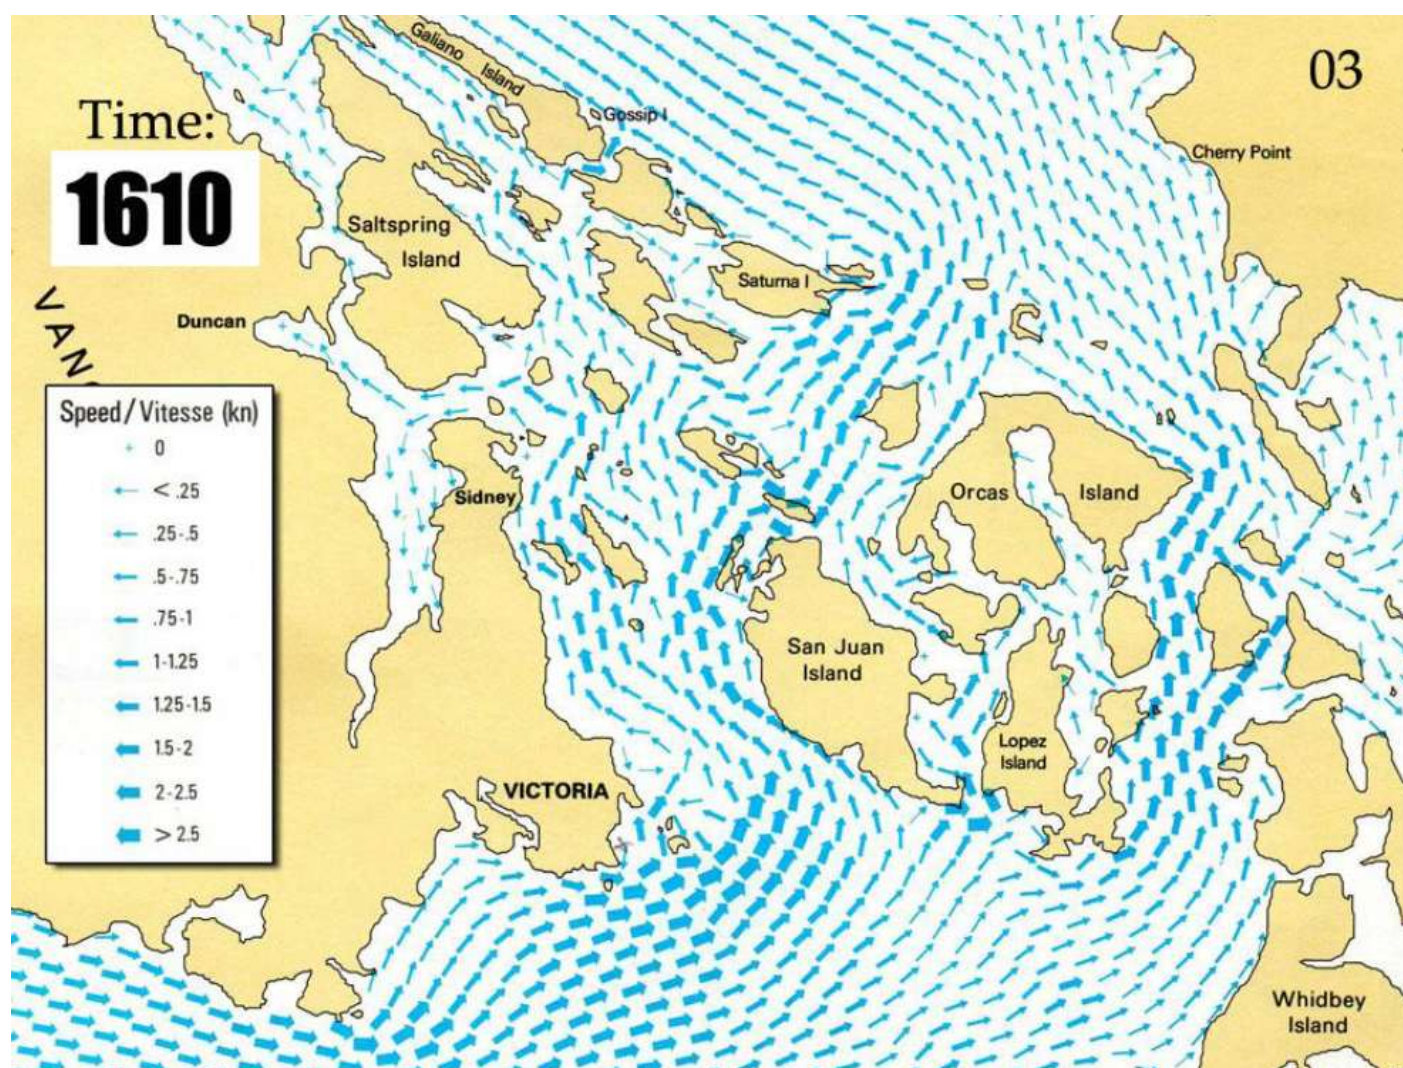 03
Time:
1610
Galiano
Island
Gossip I
Cherry Point
Saltspring
Island
Saturna I
Duncan
VAN
Speed/Vitesse (kn)
0
< .25
.25-.5
.5-.75
.75-1
1-1.25
1.25-1.5
1.5-2
2-2.5
> 2.5
Sidney
Orcas
Island
San Juan
Island
Lopez
Island
VICTORIA
Whidbey
Island